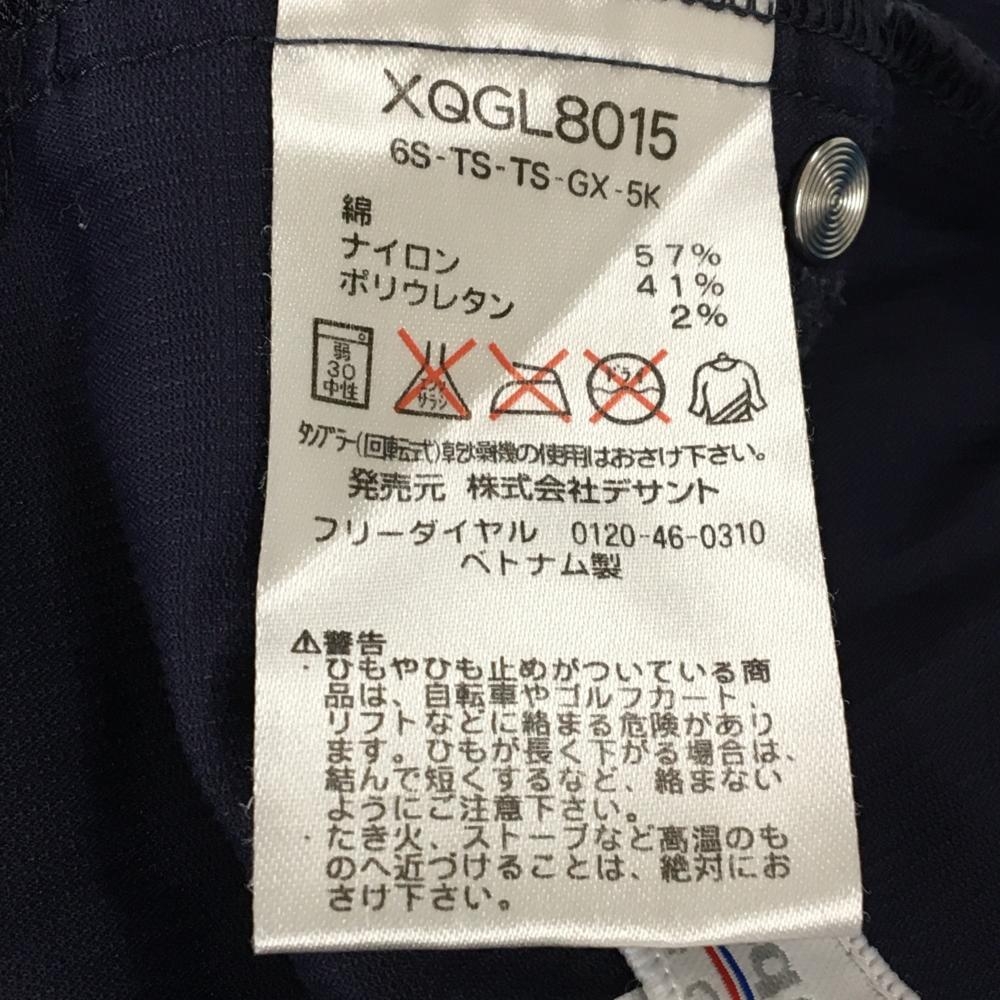 XQGL8015
6S-TS-TS-GX-5K
綿 57%
ナイロン 41%
ポリウレタン 2%
弱
30
中性
エンソ
サラシ
ドライ
タンブラー(回転式)乾燥機の使用はおさけ下さい。
発売元 株式会社デサント
フリーダイヤル 0120-46-0310
ベトナム製
⚠警告
・ひもやひも止めがついている商
品は、自転車やゴルフカート、
リフトなどに絡まる危険があり
ます。ひもが長く下がる場合は、
結んで短くするなど、絡まない
ようにご注意下さい。
・たき火、ストーブなど高温のも
のへ近づけることは、絶対にお
さけ下さい。